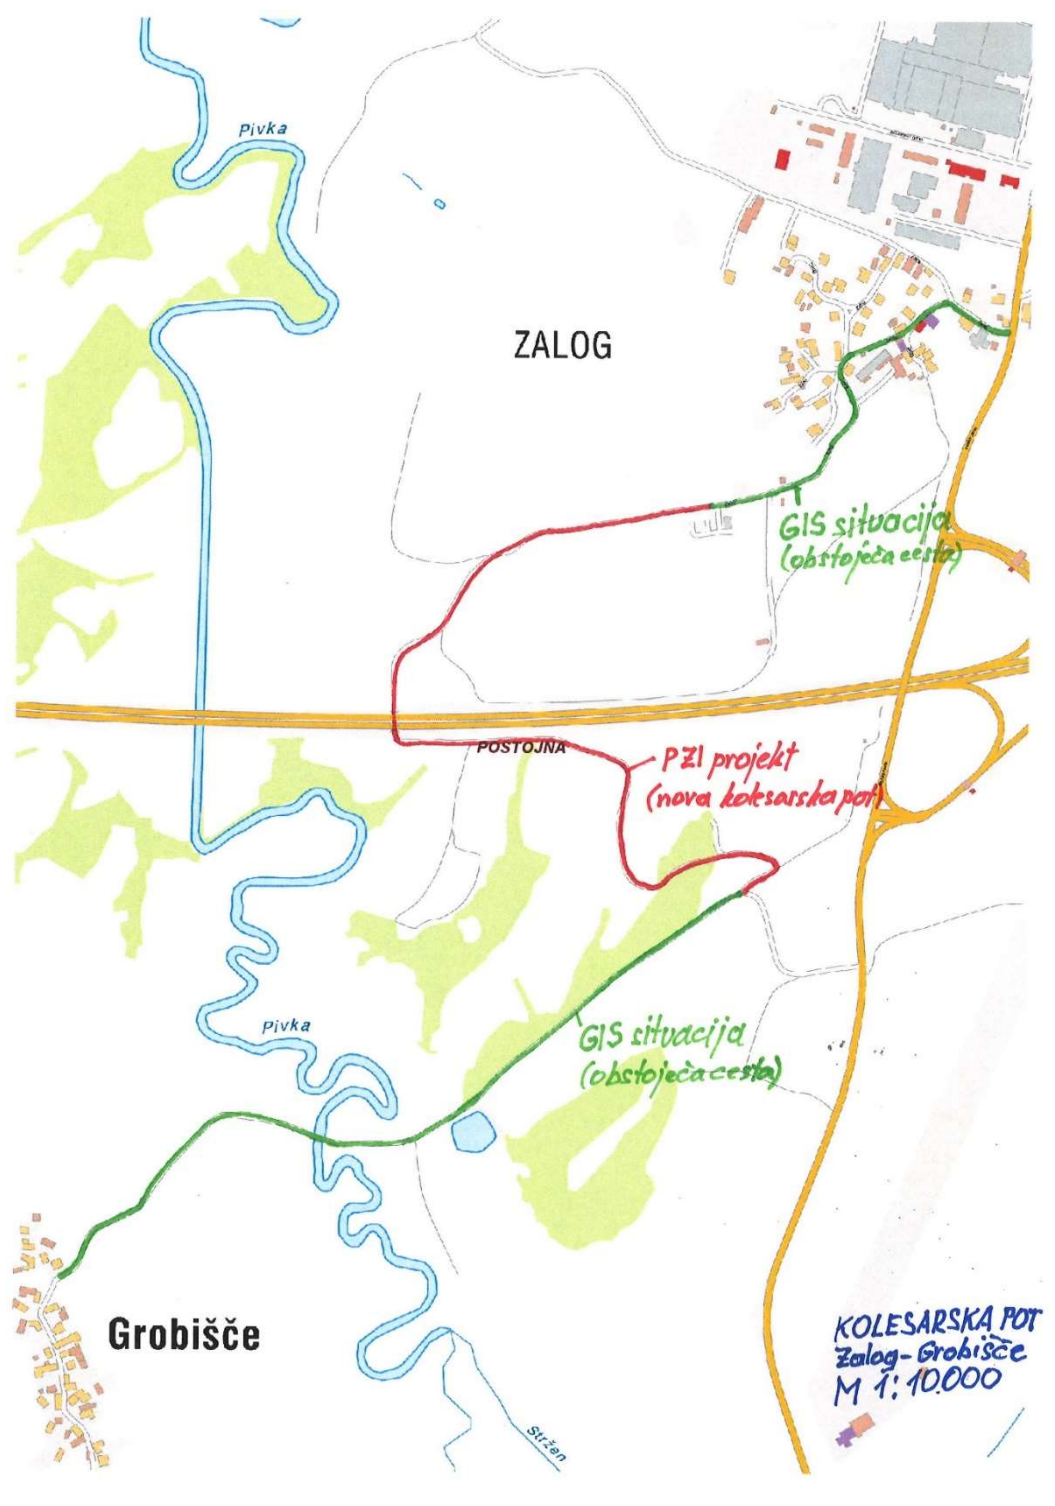 Pivka
ZALOG
GIS situacija
(obstoječa cesta)
POSTOJNA
PZI projekt
(nova kolesarska pot)
Pivka
GIS situacija
(obstoječa cesta)
Grobišče
KOLESARSKA POT
Zalog-Grobišče
M 1:10.000
Stržen